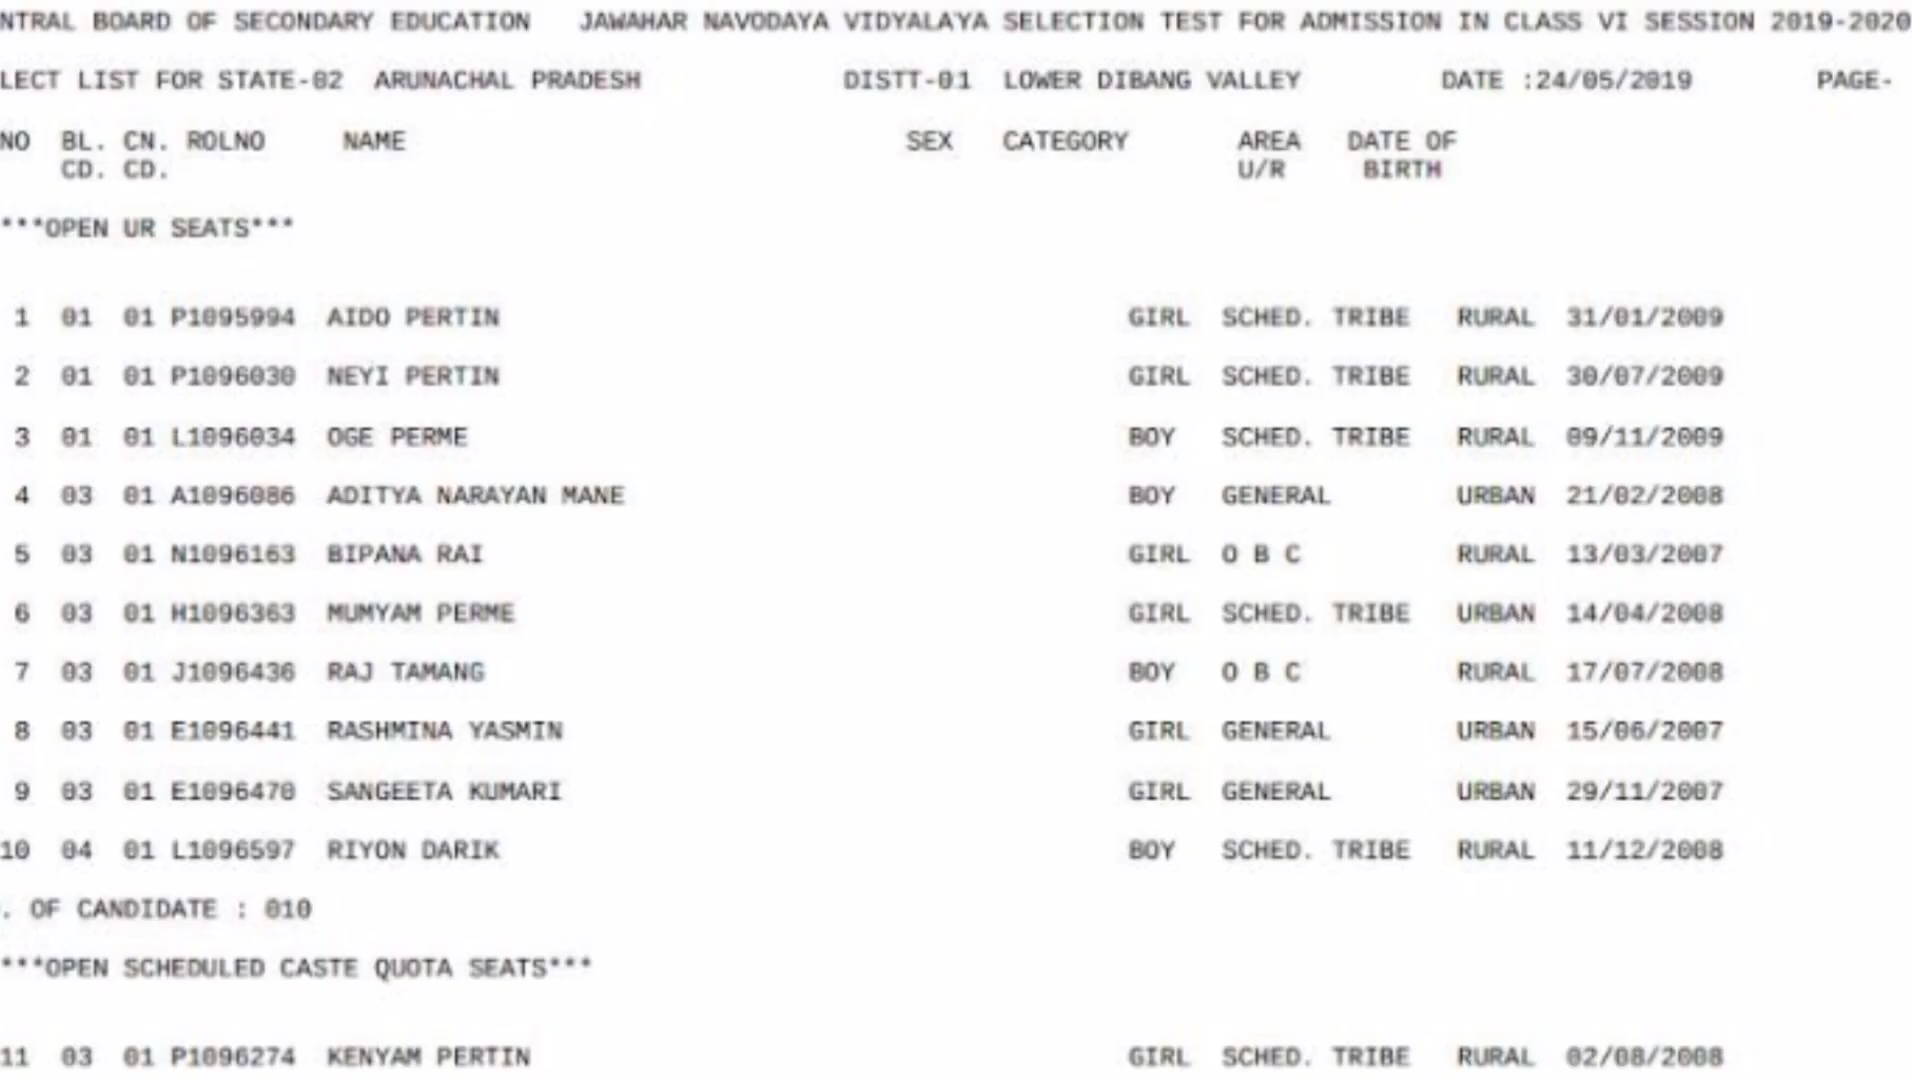 NTRAL BOARD OF SECONDARY EDUCATION JAWAHAR NAVODAYA VIDYALAYA SELECTION TEST FOR ADMISSION IN CLASS VI SESSION 2019-2020
LECT LIST FOR STATE-02 ARUNACHAL PRADESH DISTT-01 LOWER DIBANG VALLEY DATE :24/05/2019 PAGE-
NO BL. CN. ROLNO NAME SEX CATEGORY AREA DATE OF
CD. CD. U/R BIRTH
***OPEN UR SEATS***
1 01 01 P1095994 AIDO PERTIN GIRL SCHED. TRIBE RURAL 31/01/2009
2 01 01 P1096030 NEYI PERTIN GIRL SCHED. TRIBE RURAL 30/07/2009
3 01 01 L1096034 OGE PERME BOY SCHED. TRIBE RURAL 09/11/2009
4 03 01 A1096086 ADITYA NARAYAN MANE BOY GENERAL URBAN 21/02/2008
5 03 01 N1096163 BIPANA RAI GIRL O B C RURAL 13/03/2007
6 03 01 H1096363 MUMYAM PERME GIRL SCHED. TRIBE URBAN 14/04/2008
7 03 01 J1096436 RAJ TAMANG BOY O B C RURAL 17/07/2008
8 03 01 E1096441 RASHMINA YASMIN GIRL GENERAL URBAN 15/06/2007
9 03 01 E1096470 SANGEETA KUMARI GIRL GENERAL URBAN 29/11/2007
10 04 01 L1096597 RIYON DARIK BOY SCHED. TRIBE RURAL 11/12/2008
. OF CANDIDATE : 010
***OPEN SCHEDULED CASTE QUOTA SEATS***
11 03 01 P1096274 KENYAM PERTIN GIRL SCHED. TRIBE RURAL 02/08/2008